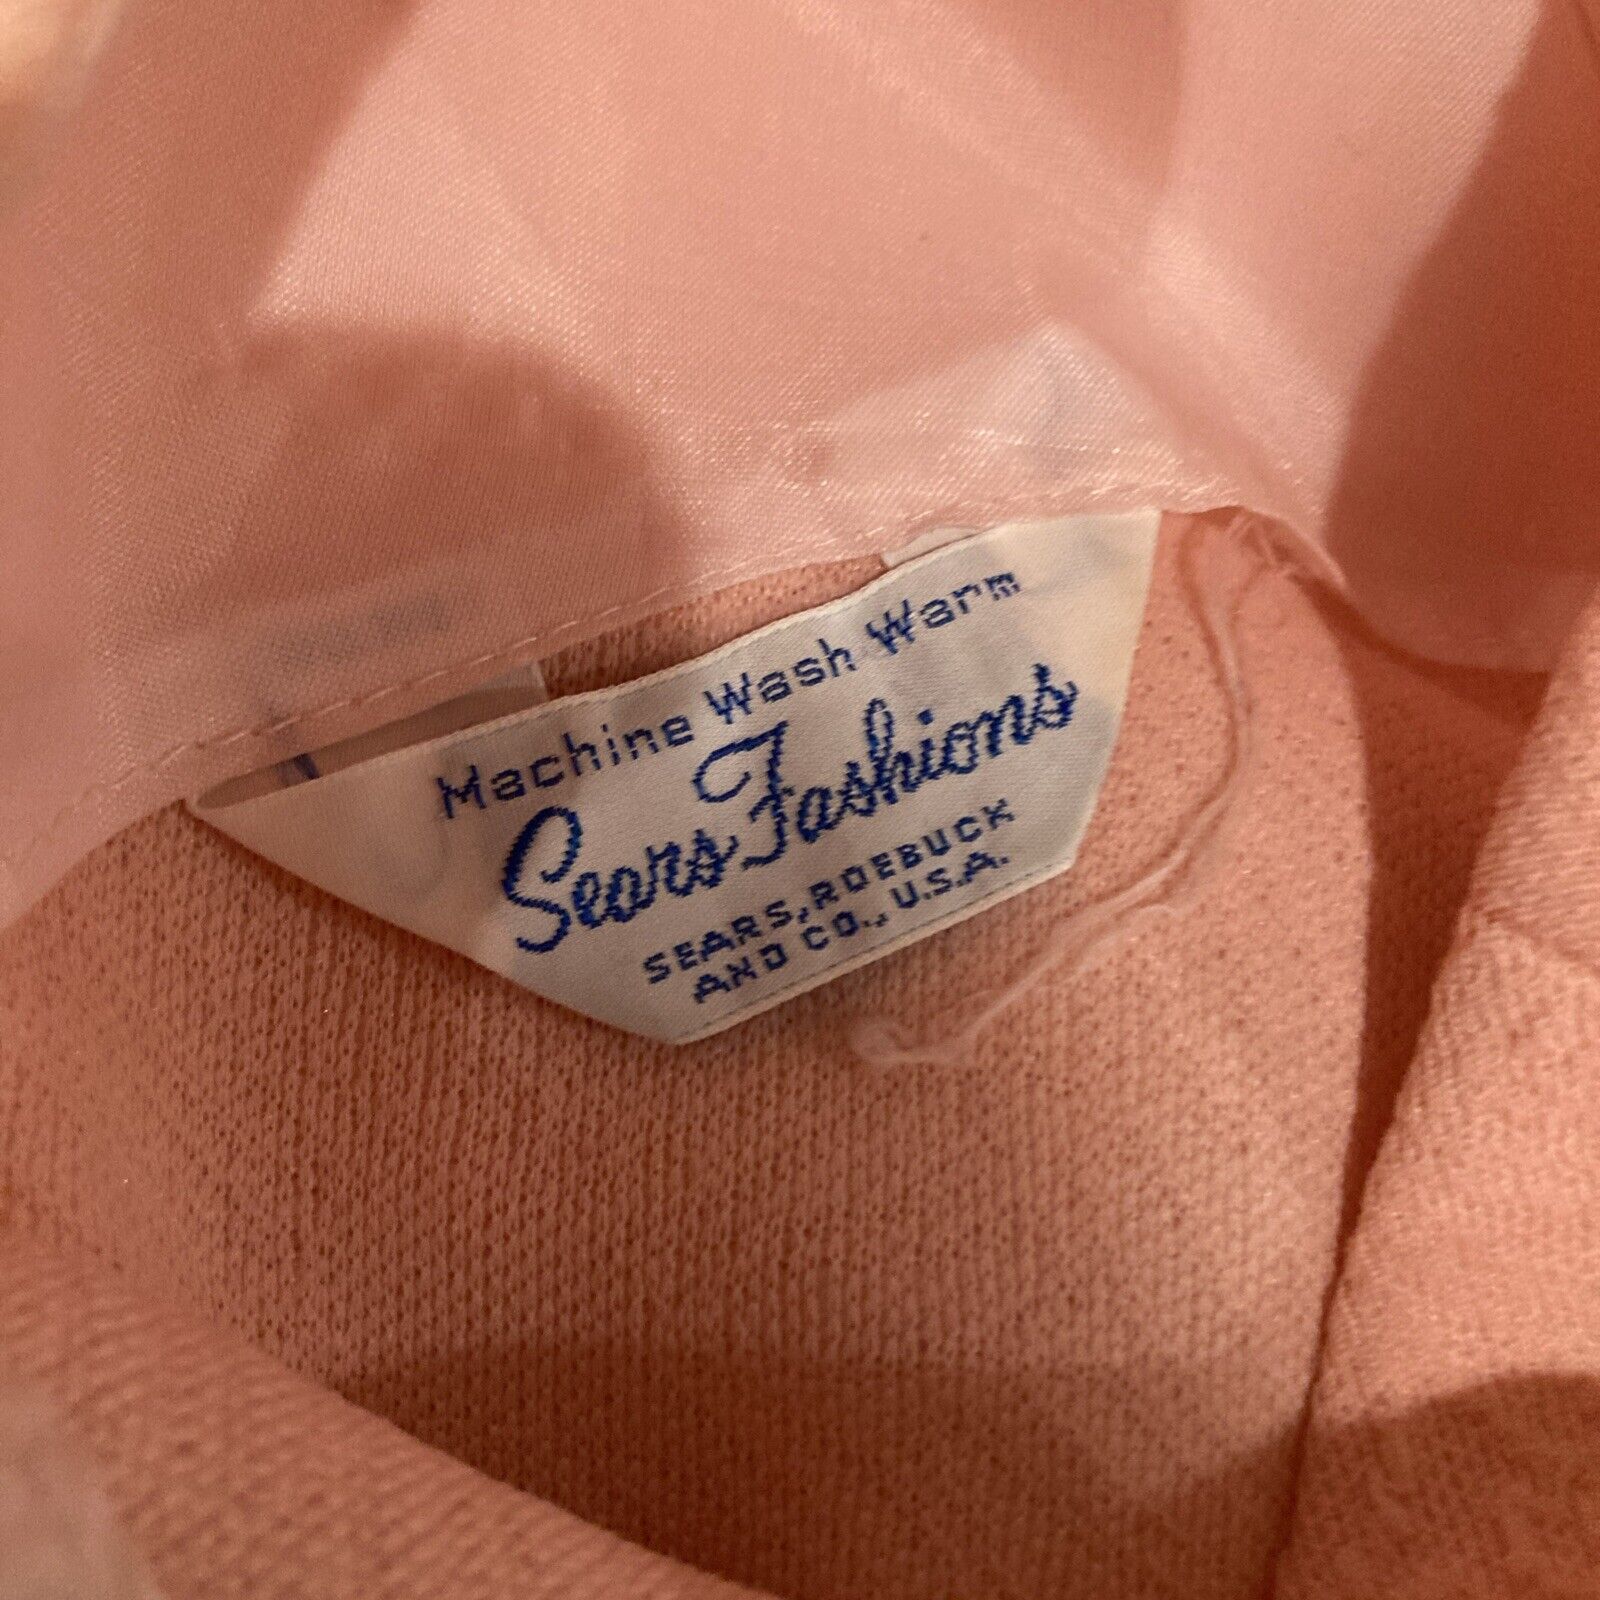 Machine Wash Warm
Sears Fashions
SEARS, ROEBUCK
AND CO., U.S.A.